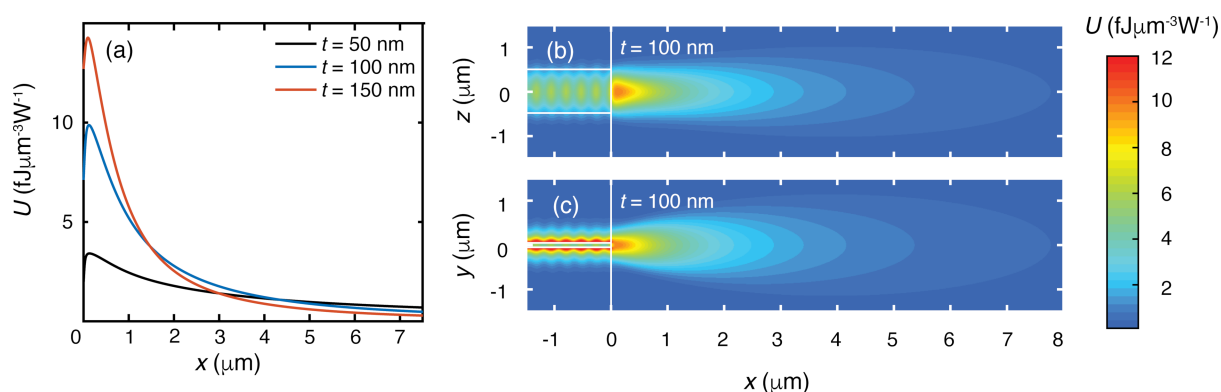 (a)
t = 50 nm
t = 100 nm
t = 150 nm
10
5
U (fJμm-3W-1)
0 1 2 3 4 5 6 7
x (μm)
(b)
t = 100 nm
1
0
-1
z (μm)
(c)
t = 100 nm
1
0
-1
y (μm)
-1 0 1 2 3 4 5 6 7 8
x (μm)
U (fJμm-3W-1)
12
10
8
6
4
2